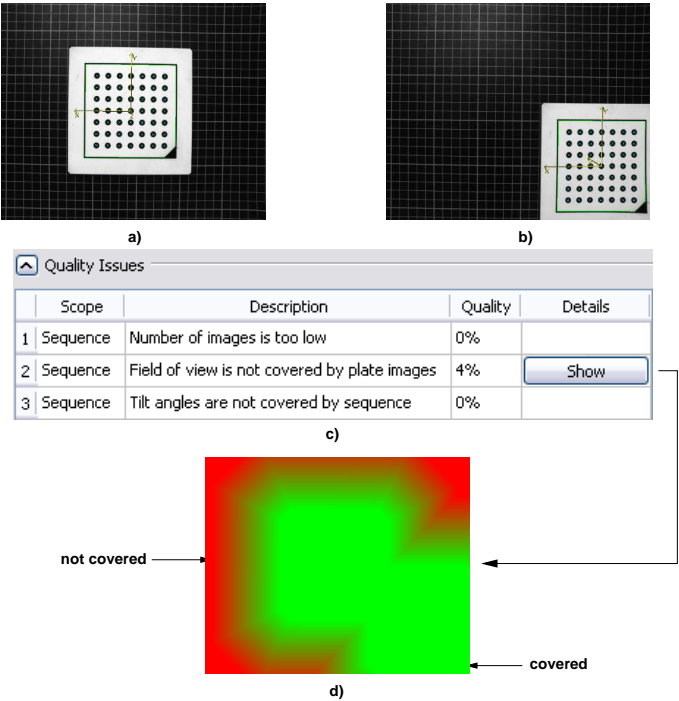 a)
b)
Quality Issues
Scope Description Quality Details
1 Sequence Number of images is too low 0%
2 Sequence Field of view is not covered by plate images 4% Show
3 Sequence Tilt angles are not covered by sequence 0%
c)
not covered
covered
d)